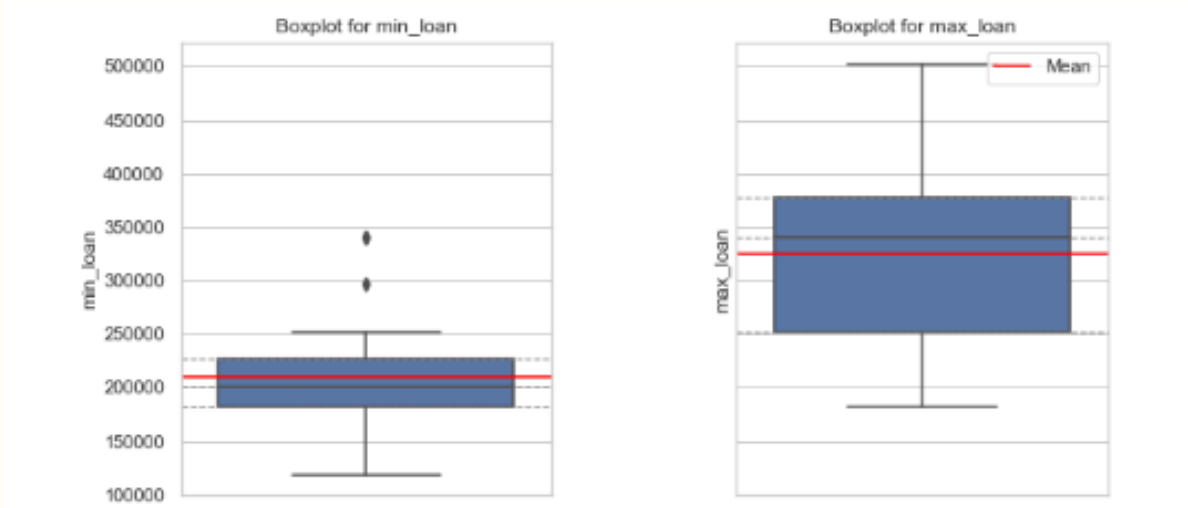 Boxplot for min_loan
500000
450000
400000
350000
300000
250000
200000
150000
100000
min_loan
Boxplot for max_loan
Mean
max_loan